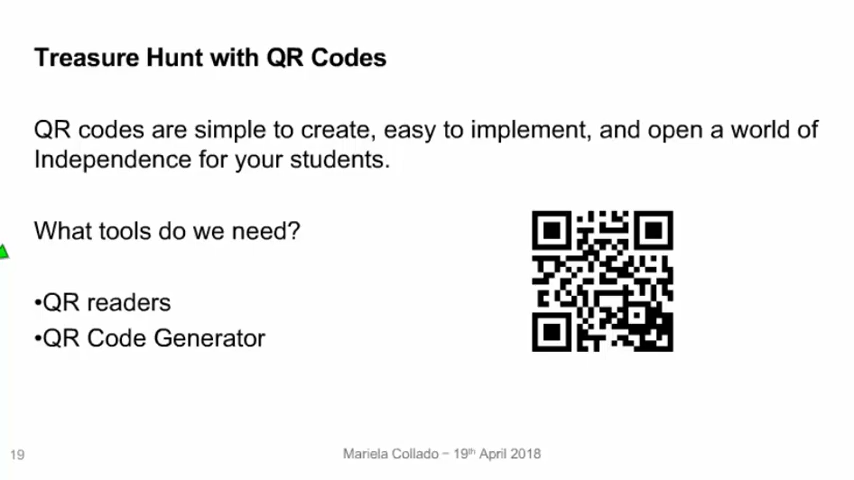 Treasure Hunt with QR Codes
QR codes are simple to create, easy to implement, and open a world of
Independence for your students.
What tools do we need?
•QR readers
•QR Code Generator
19
Mariela Collado – 19th April 2018